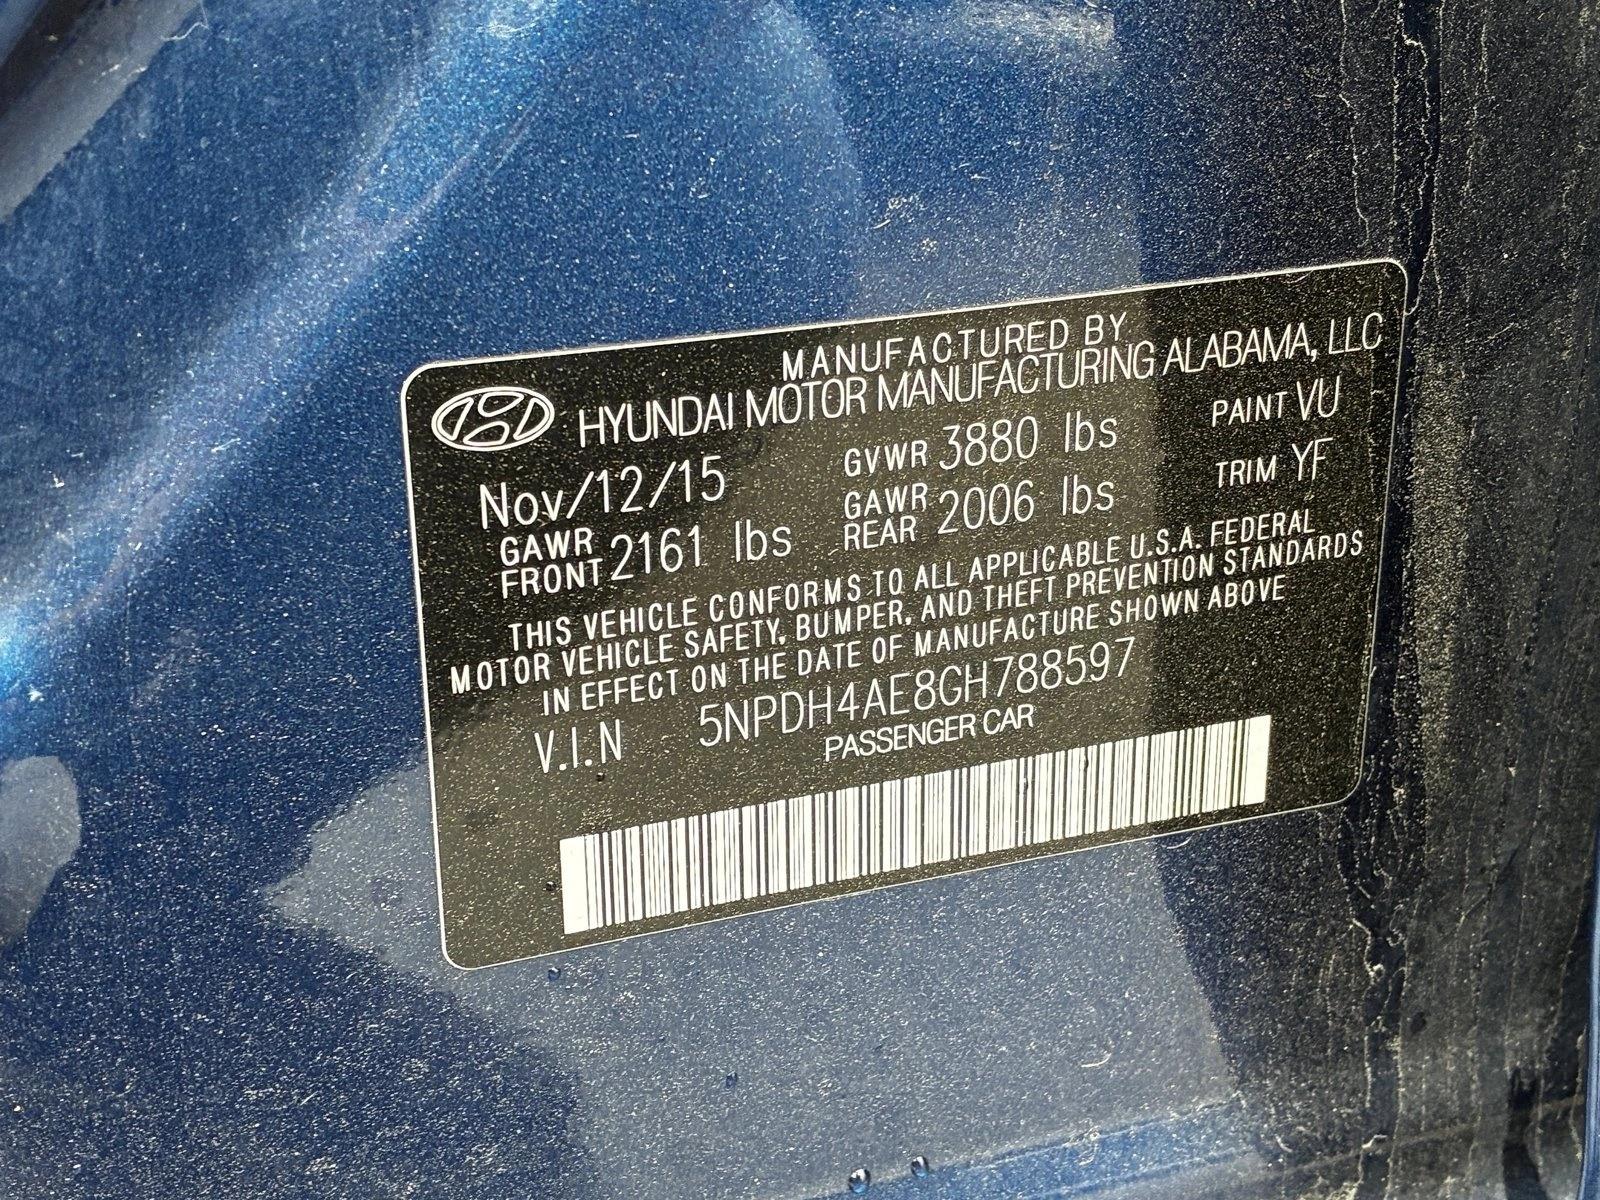 MANUFACTURED BY
HYUNDAI MOTOR MANUFACTURING ALABAMA, LLC
Nov/12/15 GVWR 3880 lbs PAINT VU
GAWR FRONT 2161 lbs GAWR REAR 2006 lbs TRIM YF
THIS VEHICLE CONFORMS TO ALL APPLICABLE U.S.A. FEDERAL
MOTOR VEHICLE SAFETY, BUMPER, AND THEFT PREVENTION STANDARDS
IN EFFECT ON THE DATE OF MANUFACTURE SHOWN ABOVE
V.I.N 5NPDH4AE8GH788597
PASSENGER CAR